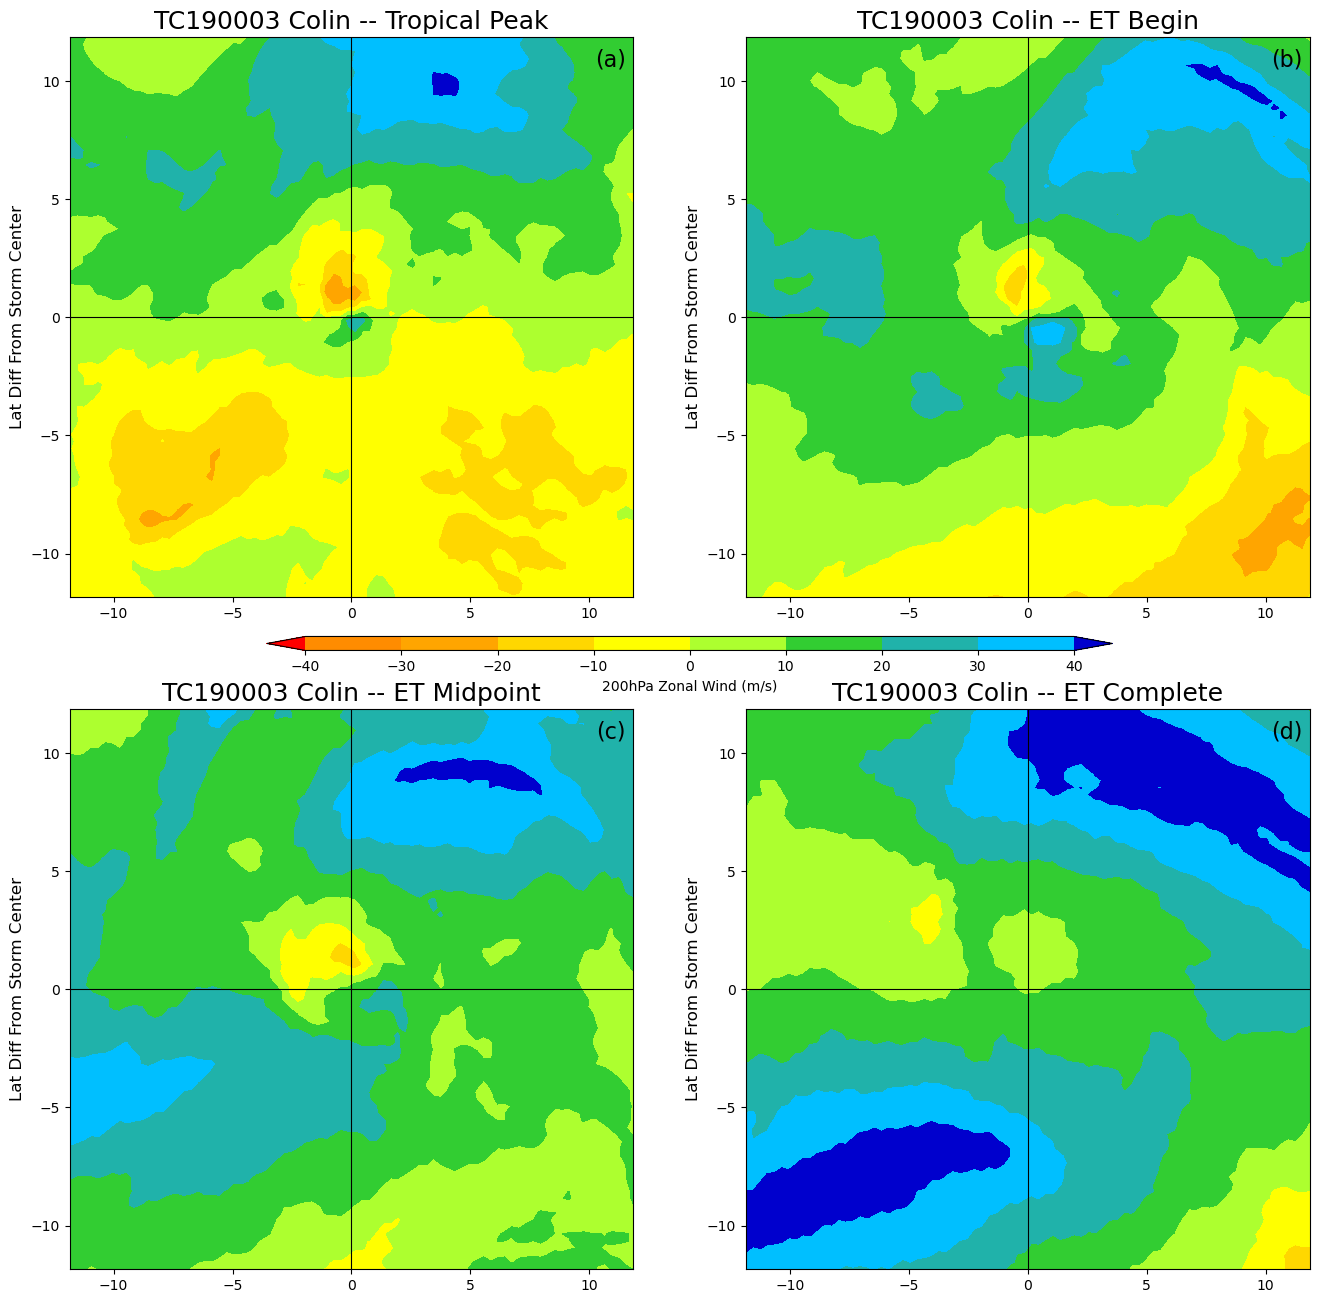 TC190003 Colin -- Tropical Peak
TC190003 Colin -- ET Begin
(a)
(b)
10
5
0
−5
−10
Lat Diff From Storm Center
−10 −5 0 5 10
10
5
0
−5
−10
Lat Diff From Storm Center
−10 −5 0 5 10
−40 −30 −20 −10 0 10 20 30 40
200hPa Zonal Wind (m/s)
TC190003 Colin -- ET Midpoint
TC190003 Colin -- ET Complete
(c)
(d)
10
5
0
−5
−10
Lat Diff From Storm Center
−10 −5 0 5 10
10
5
0
−5
−10
Lat Diff From Storm Center
−10 −5 0 5 10